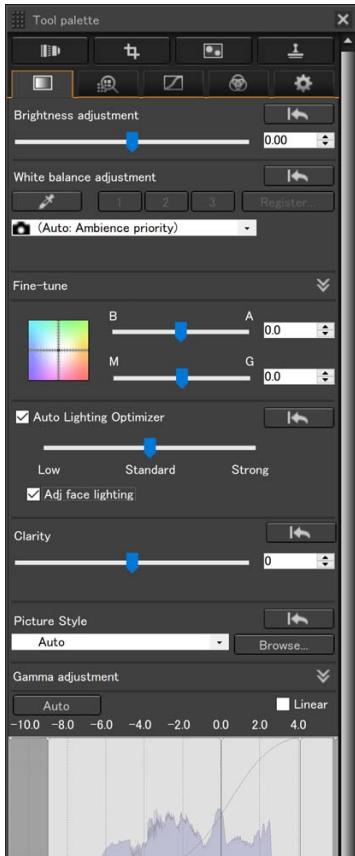 Tool palette
Brightness adjustment
0.00
White balance adjustment
1 2 3 Register...
(Auto: Ambience priority)
Fine-tune
B A
0.0
M G
0.0
Auto Lighting Optimizer
Low Standard Strong
Adj face lighting
Clarity
0
Picture Style
Auto Browse...
Gamma adjustment
Auto Linear
-10.0 -8.0 -6.0 -4.0 -2.0 0.0 2.0 4.0